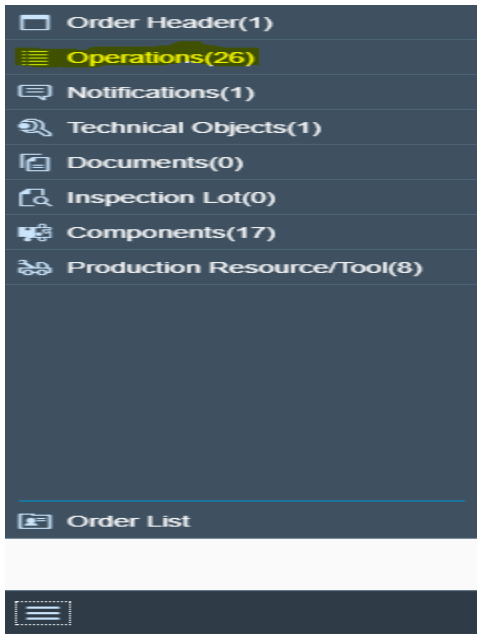 Order Header(1)
Operations(26)
Notifications(1)
Technical Objects(1)
Documents(0)
Inspection Lot(0)
Components(17)
Production Resource/Tool(8)
Order List